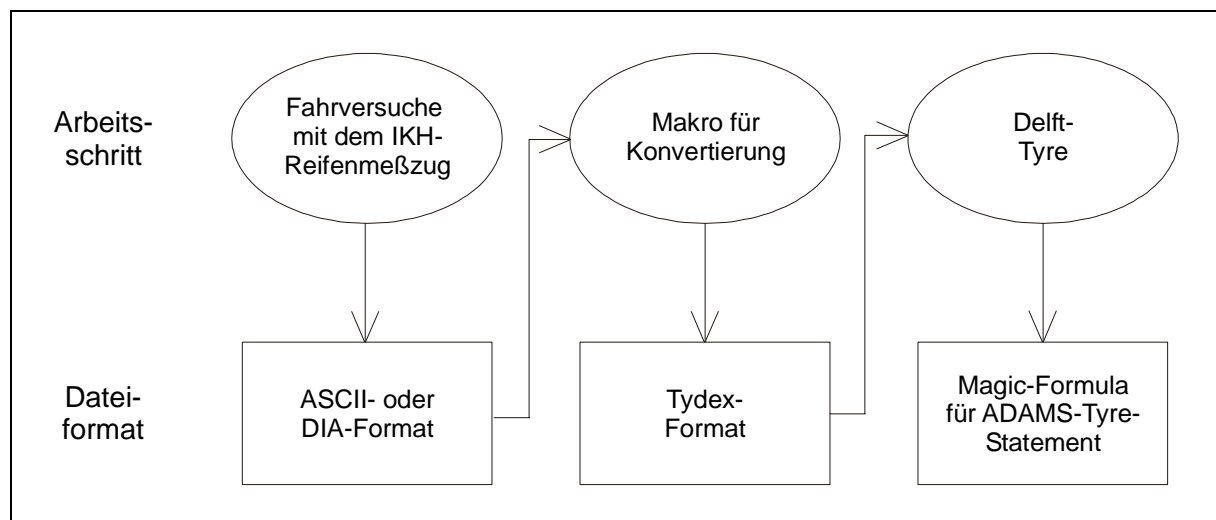 Arbeits-
schritt
Fahrversuche
mit dem IKH-
Reifenmeßzug
Makro für
Konvertierung
Delft-
Tyre
Datei-
format
ASCII- oder
DIA-Format
Tydex-
Format
Magic-Formula
für ADAMS-Tyre-
Statement